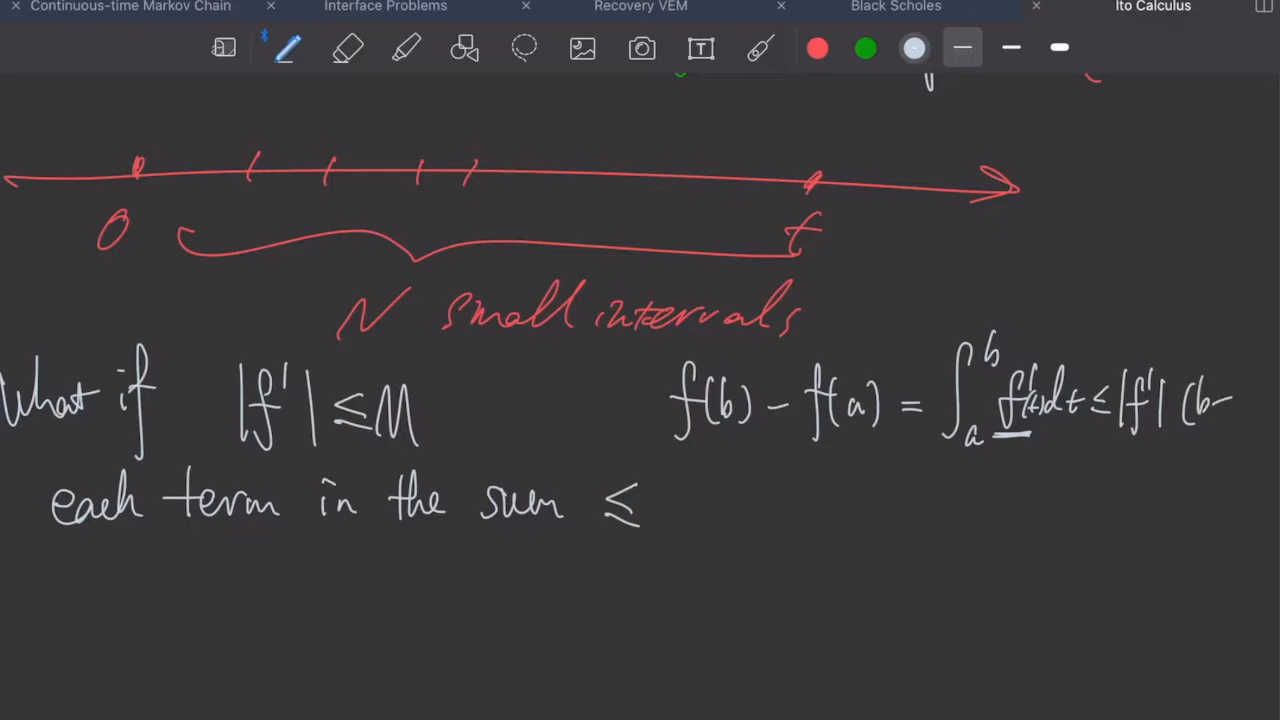 Continuous-time Markov Chain × Interface Problems × Recovery VEM × Black Scholes × Ito Calculus
T
0 t
N small intervals
What if |f'| ≤ M f(b) - f(a) = ∫_a^b f'(t)dt ≤ |f'| (b-
each term in the sum ≤